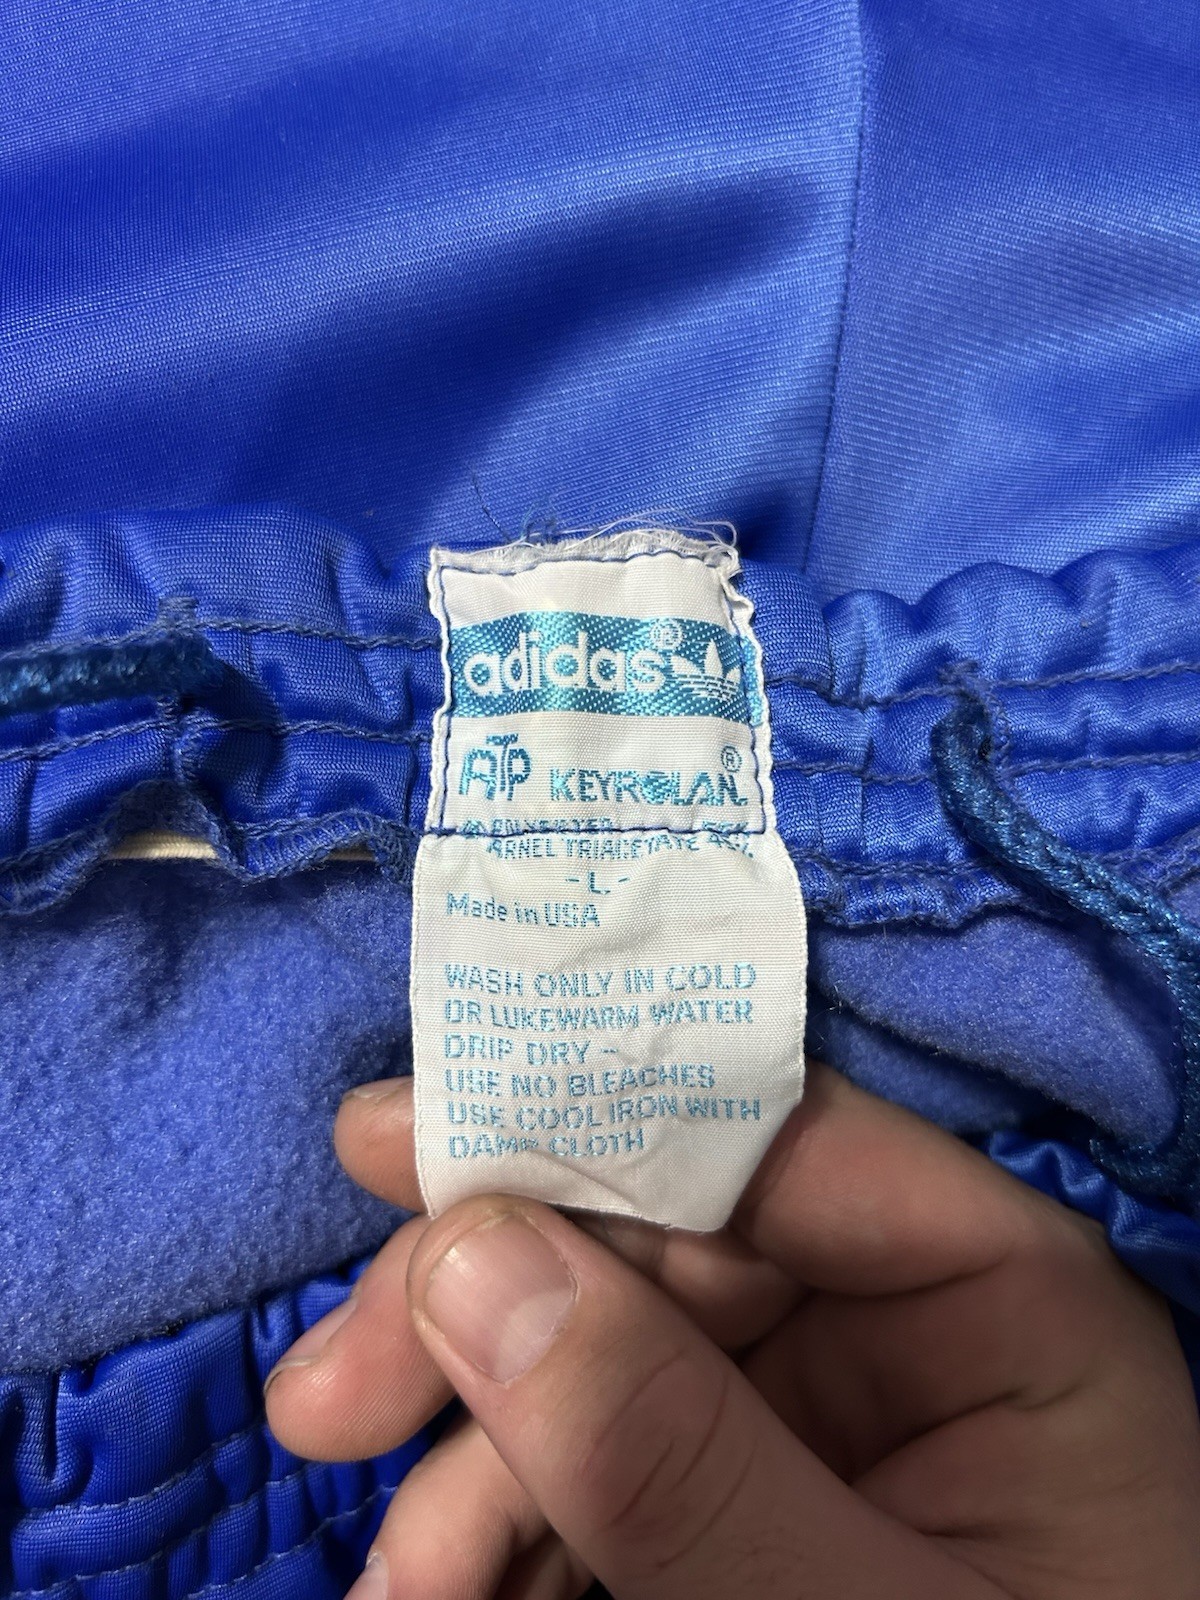 adidas®
ATP KEYROLAN®
POLYESTER
ARNEL TRIACETATE
- L -
Made in USA
WASH ONLY IN COLD
OR LUKEWARM WATER
DRIP DRY -
USE NO BLEACHES
USE COOL IRON WITH
DAMP CLOTH